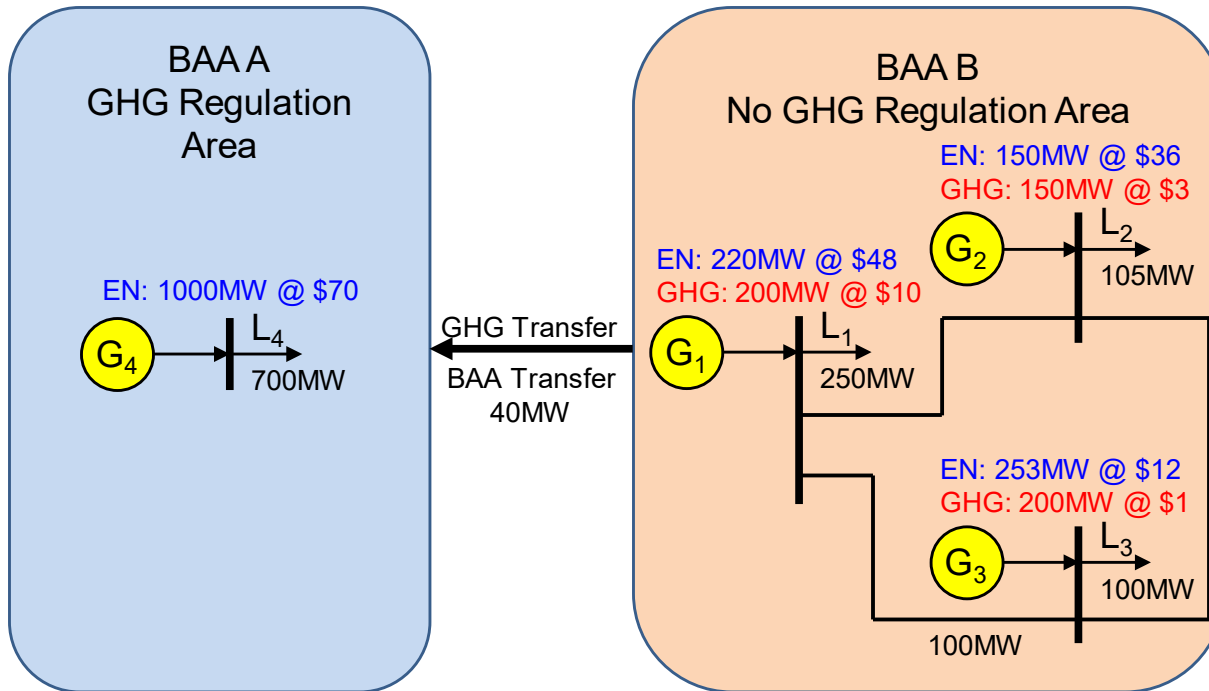 BAA A
GHG Regulation
Area
EN: 1000MW @ $70
G4
L4
700MW
GHG Transfer
BAA Transfer
40MW
BAA B
No GHG Regulation Area
EN: 150MW @ $36
GHG: 150MW @ $3
G2
L2
105MW
EN: 220MW @ $48
GHG: 200MW @ $10
G1
L1
250MW
EN: 253MW @ $12
GHG: 200MW @ $1
G3
L3
100MW
100MW